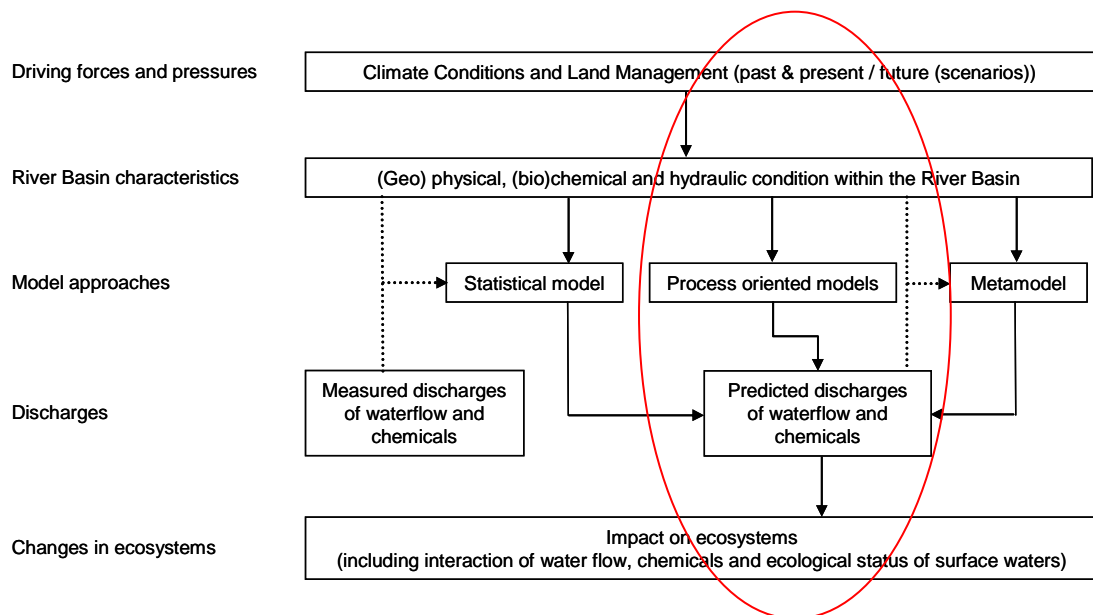 Driving forces and pressures
Climate Conditions and Land Management (past & present / future (scenarios))
River Basin characteristics
(Geo) physical, (bio)chemical and hydraulic condition within the River Basin
Model approaches
Statistical model
Process oriented models
Metamodel
Discharges
Measured discharges
of waterflow and
chemicals
Predicted discharges
of waterflow and
chemicals
Changes in ecosystems
Impact on ecosystems
(including interaction of water flow, chemicals and ecological status of surface waters)